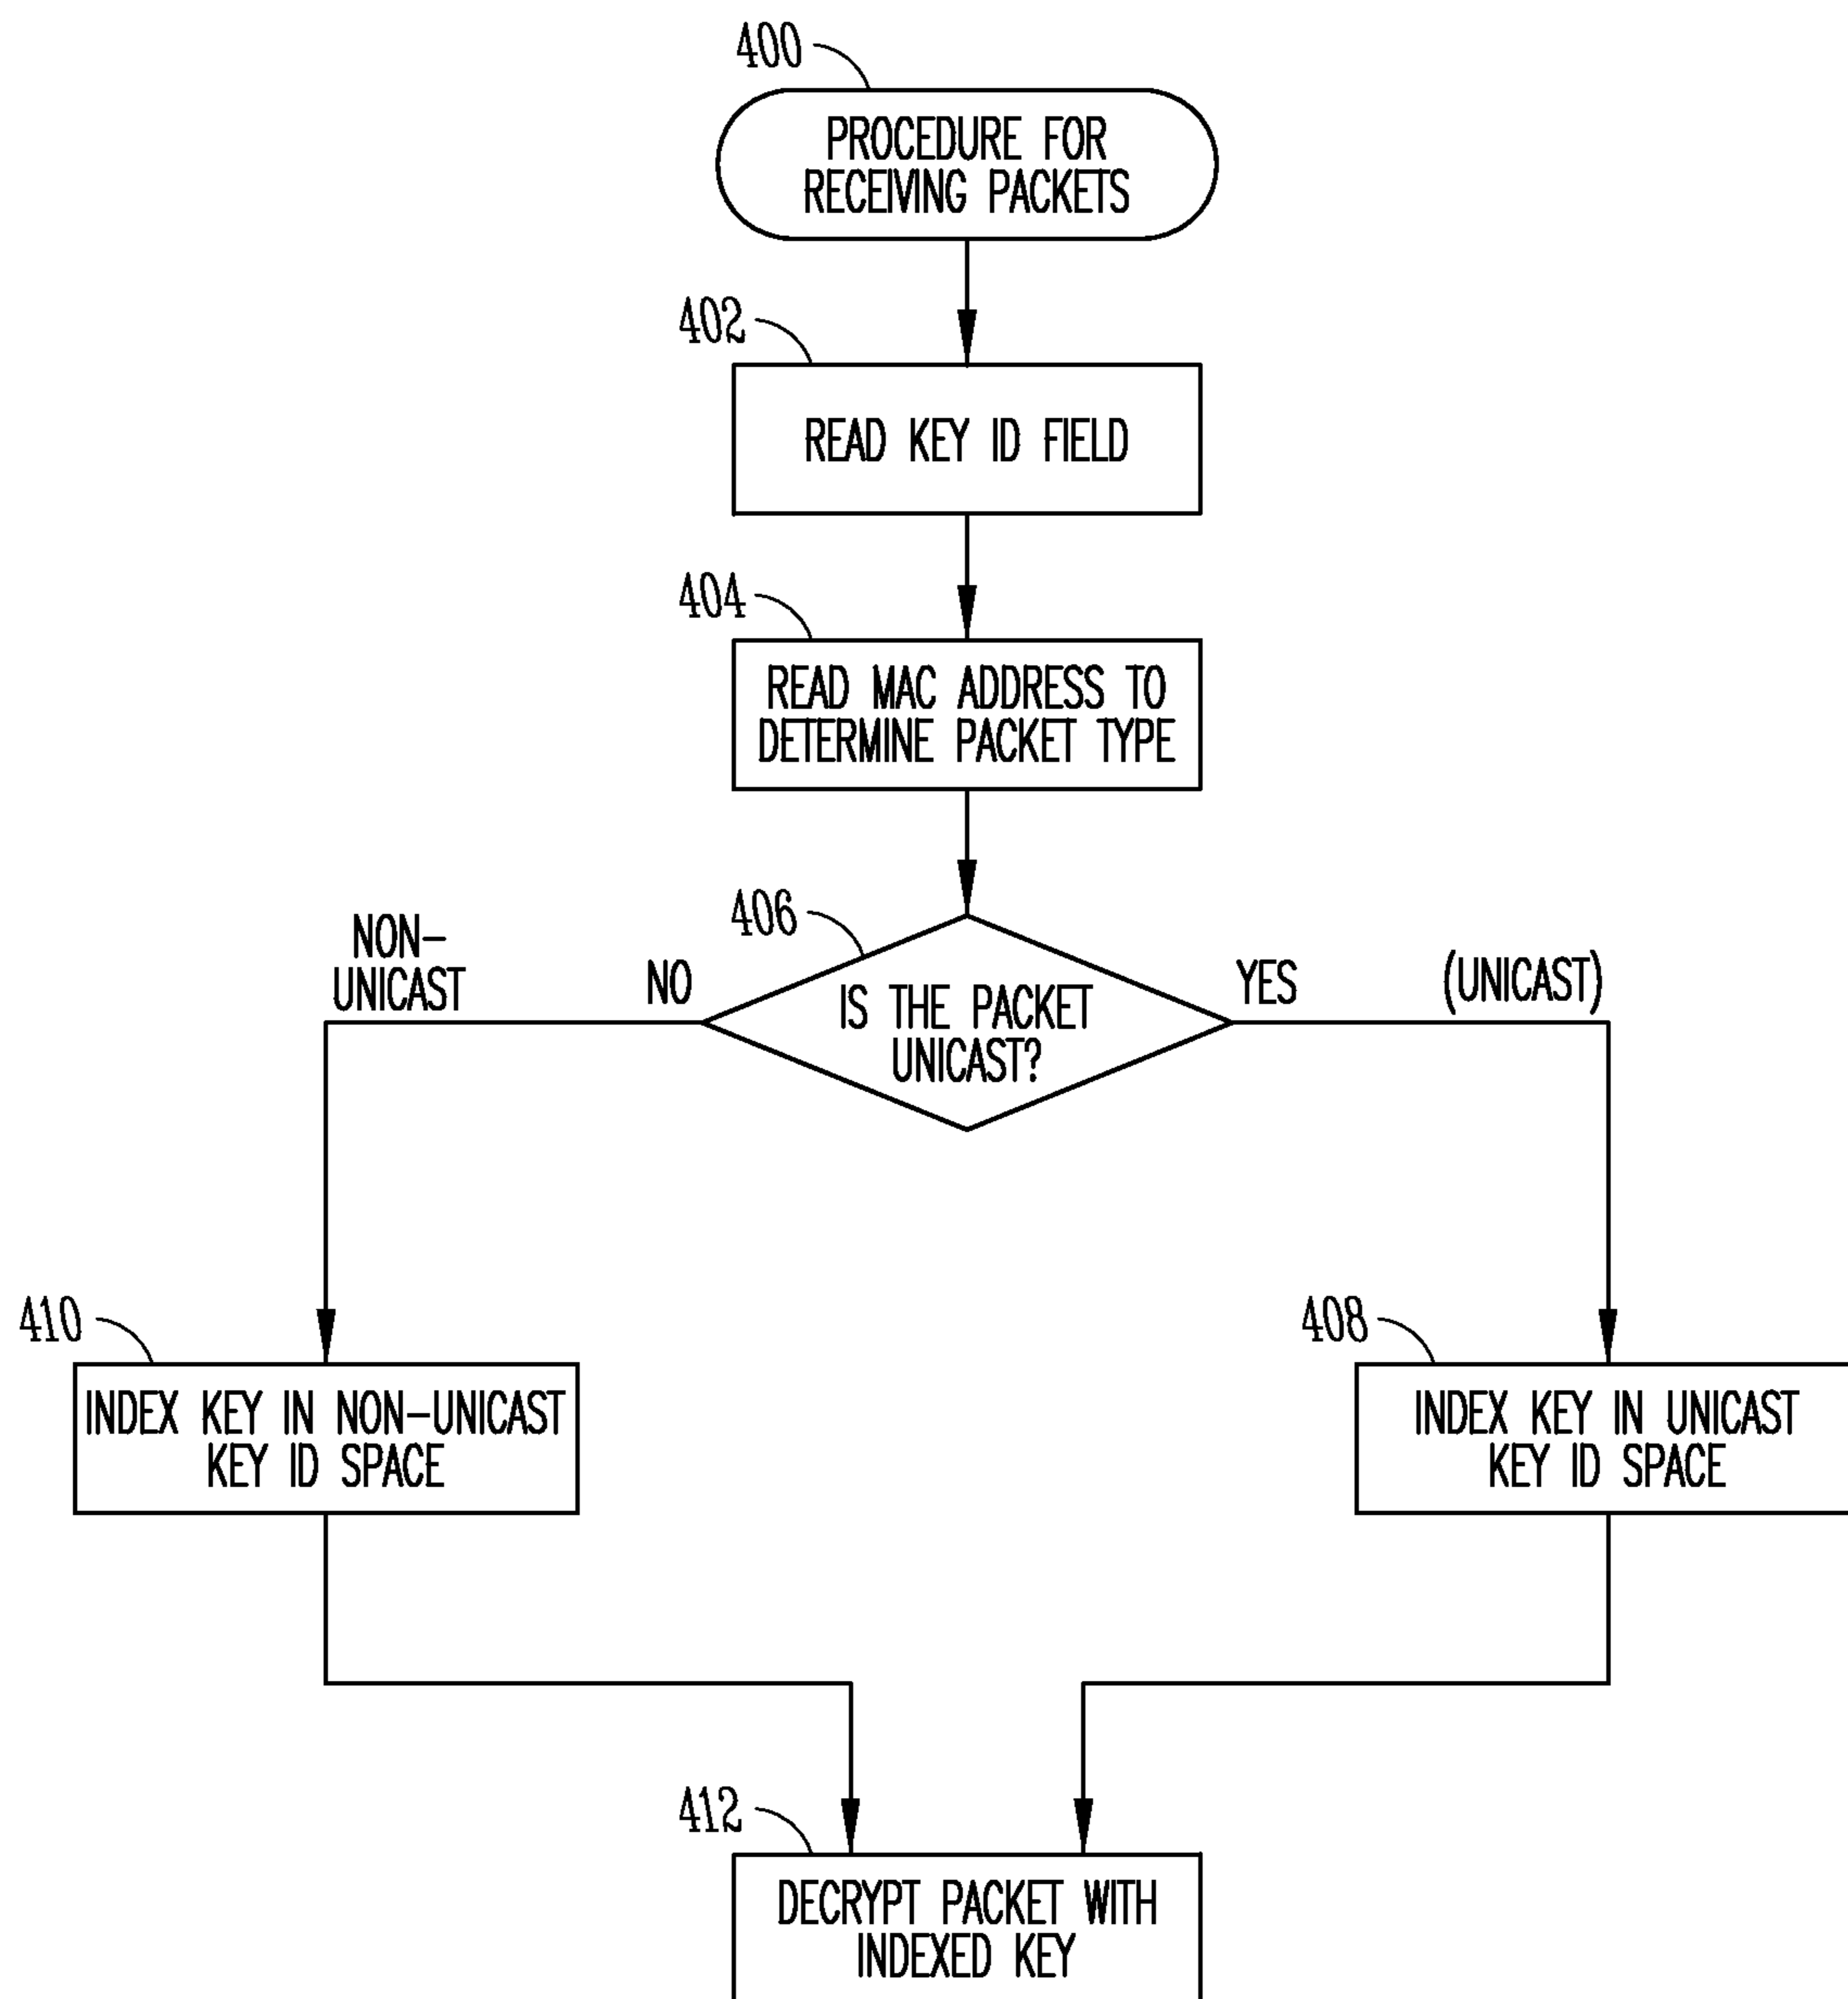 400
PROCEDURE FOR
RECEIVING PACKETS
402
READ KEY ID FIELD
404
READ MAC ADDRESS TO
DETERMINE PACKET TYPE
406
NON-
UNICAST
NO
IS THE PACKET
UNICAST?
YES
(UNICAST)
410
INDEX KEY IN NON-UNICAST
KEY ID SPACE
408
INDEX KEY IN UNICAST
KEY ID SPACE
412
DECRYPT PACKET WITH
INDEXED KEY